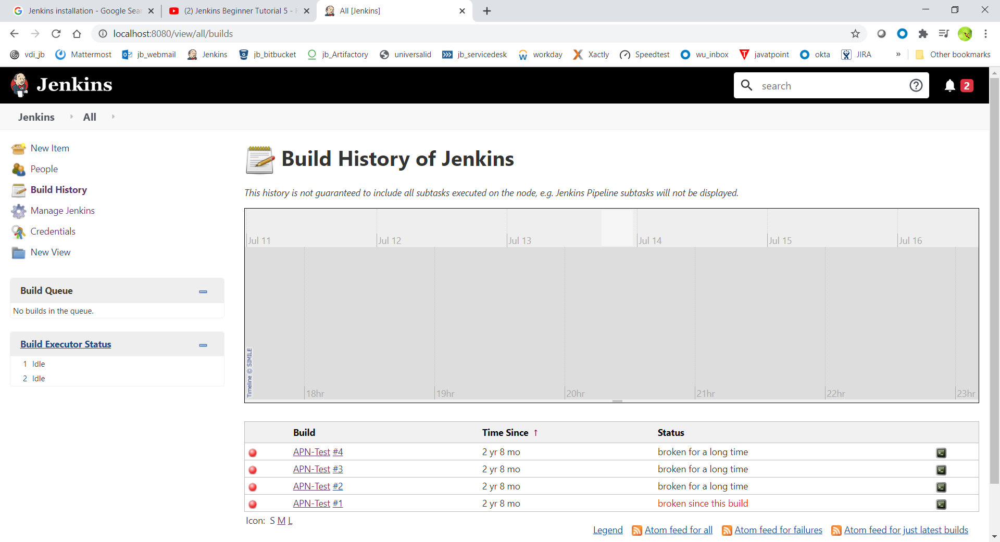 Jenkins installation - Google Sear
(2) Jenkins Beginner Tutorial 5 -
All [Jenkins]
localhost:8080/view/all/builds
vdi_jb
Mattermost
jb_webmail
Jenkins
jb_bitbucket
jb_Artifactory
universalid
jb_servicedesk
workday
Xactly
Speedtest
wu_inbox
javatpoint
okta
JIRA
»
Other bookmarks
Jenkins
search
2
Jenkins
All
New Item
People
Build History
Manage Jenkins
Credentials
New View
Build Queue
No builds in the queue.
Build Executor Status
1 Idle
2 Idle
Build History of Jenkins
This history is not guaranteed to include all subtasks executed on the node, e.g. Jenkins Pipeline subtasks will not be displayed.
Jul 11 Jul 12 Jul 13 Jul 14 Jul 15 Jul 16
Timeline © SIMILE
18hr 19hr 20hr 21hr 22hr 23hr
Build Time Since ↑ Status
APN-Test #4 2 yr 8 mo broken for a long time
APN-Test #3 2 yr 8 mo broken for a long time
APN-Test #2 2 yr 8 mo broken for a long time
APN-Test #1 2 yr 8 mo broken since this build
Icon: S M L
Legend Atom feed for all Atom feed for failures Atom feed for just latest builds